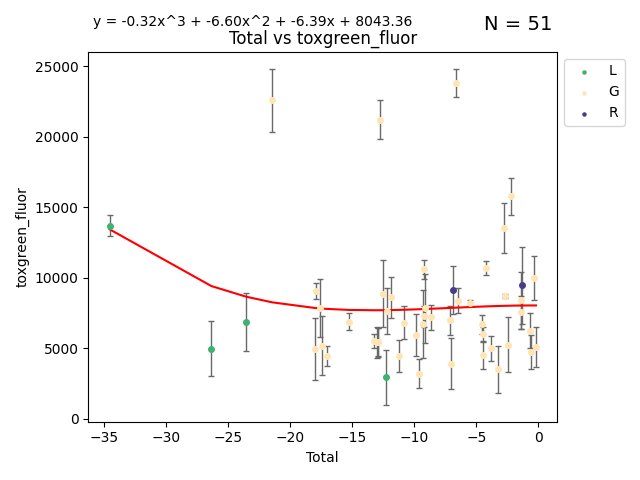 y = -0.32x^3 + -6.60x^2 + -6.39x + 8043.36
N = 51
Total vs toxgreen_fluor
L
G
R
25000
20000
15000
10000
5000
0
toxgreen_fluor
−35 −30 −25 −20 −15 −10 −5 0
Total